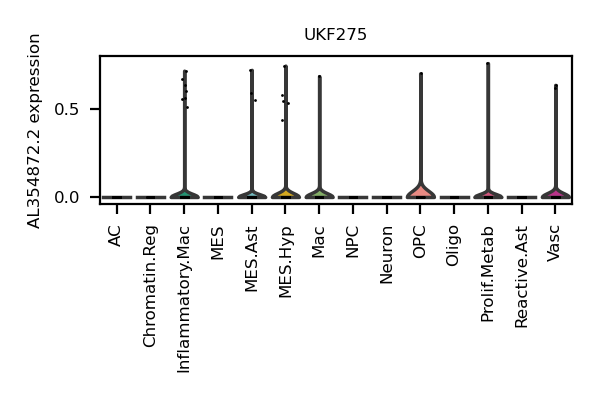 UKF275
AL354872.2 expression
0.5
0.0
AC
Chromatin.Reg
Inflammatory.Mac
MES
MES.Ast
MES.Hyp
Mac
NPC
Neuron
OPC
Oligo
Prolif.Metab
Reactive.Ast
Vasc